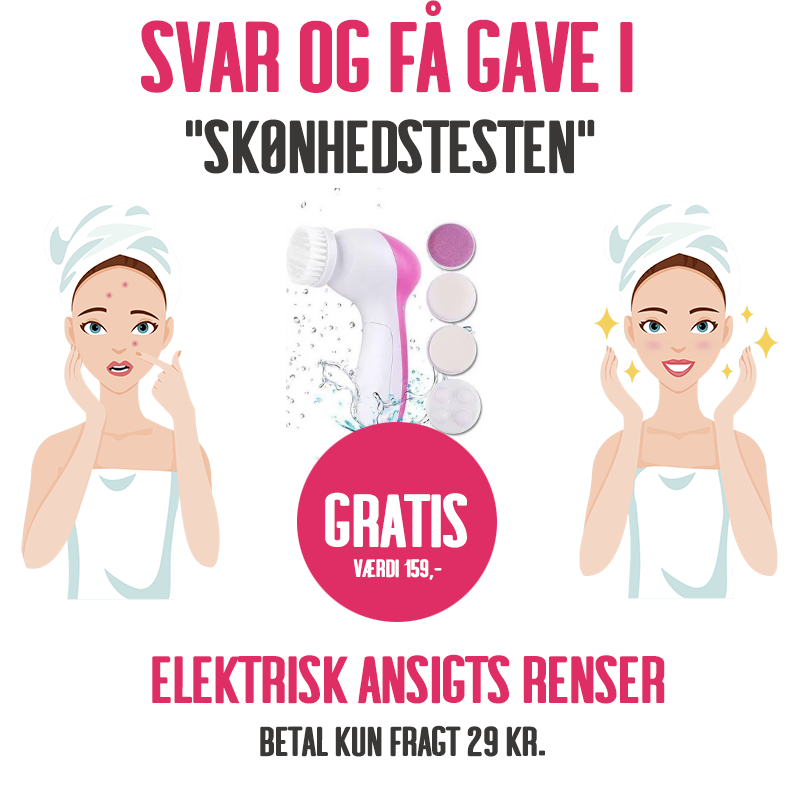 SVAR OG FÅ GAVE I
"SKØNHEDSTESTEN"
GRATIS
VÆRDI 159,-
ELEKTRISK ANSIGTS RENSER
BETAL KUN FRAGT 29 KR.